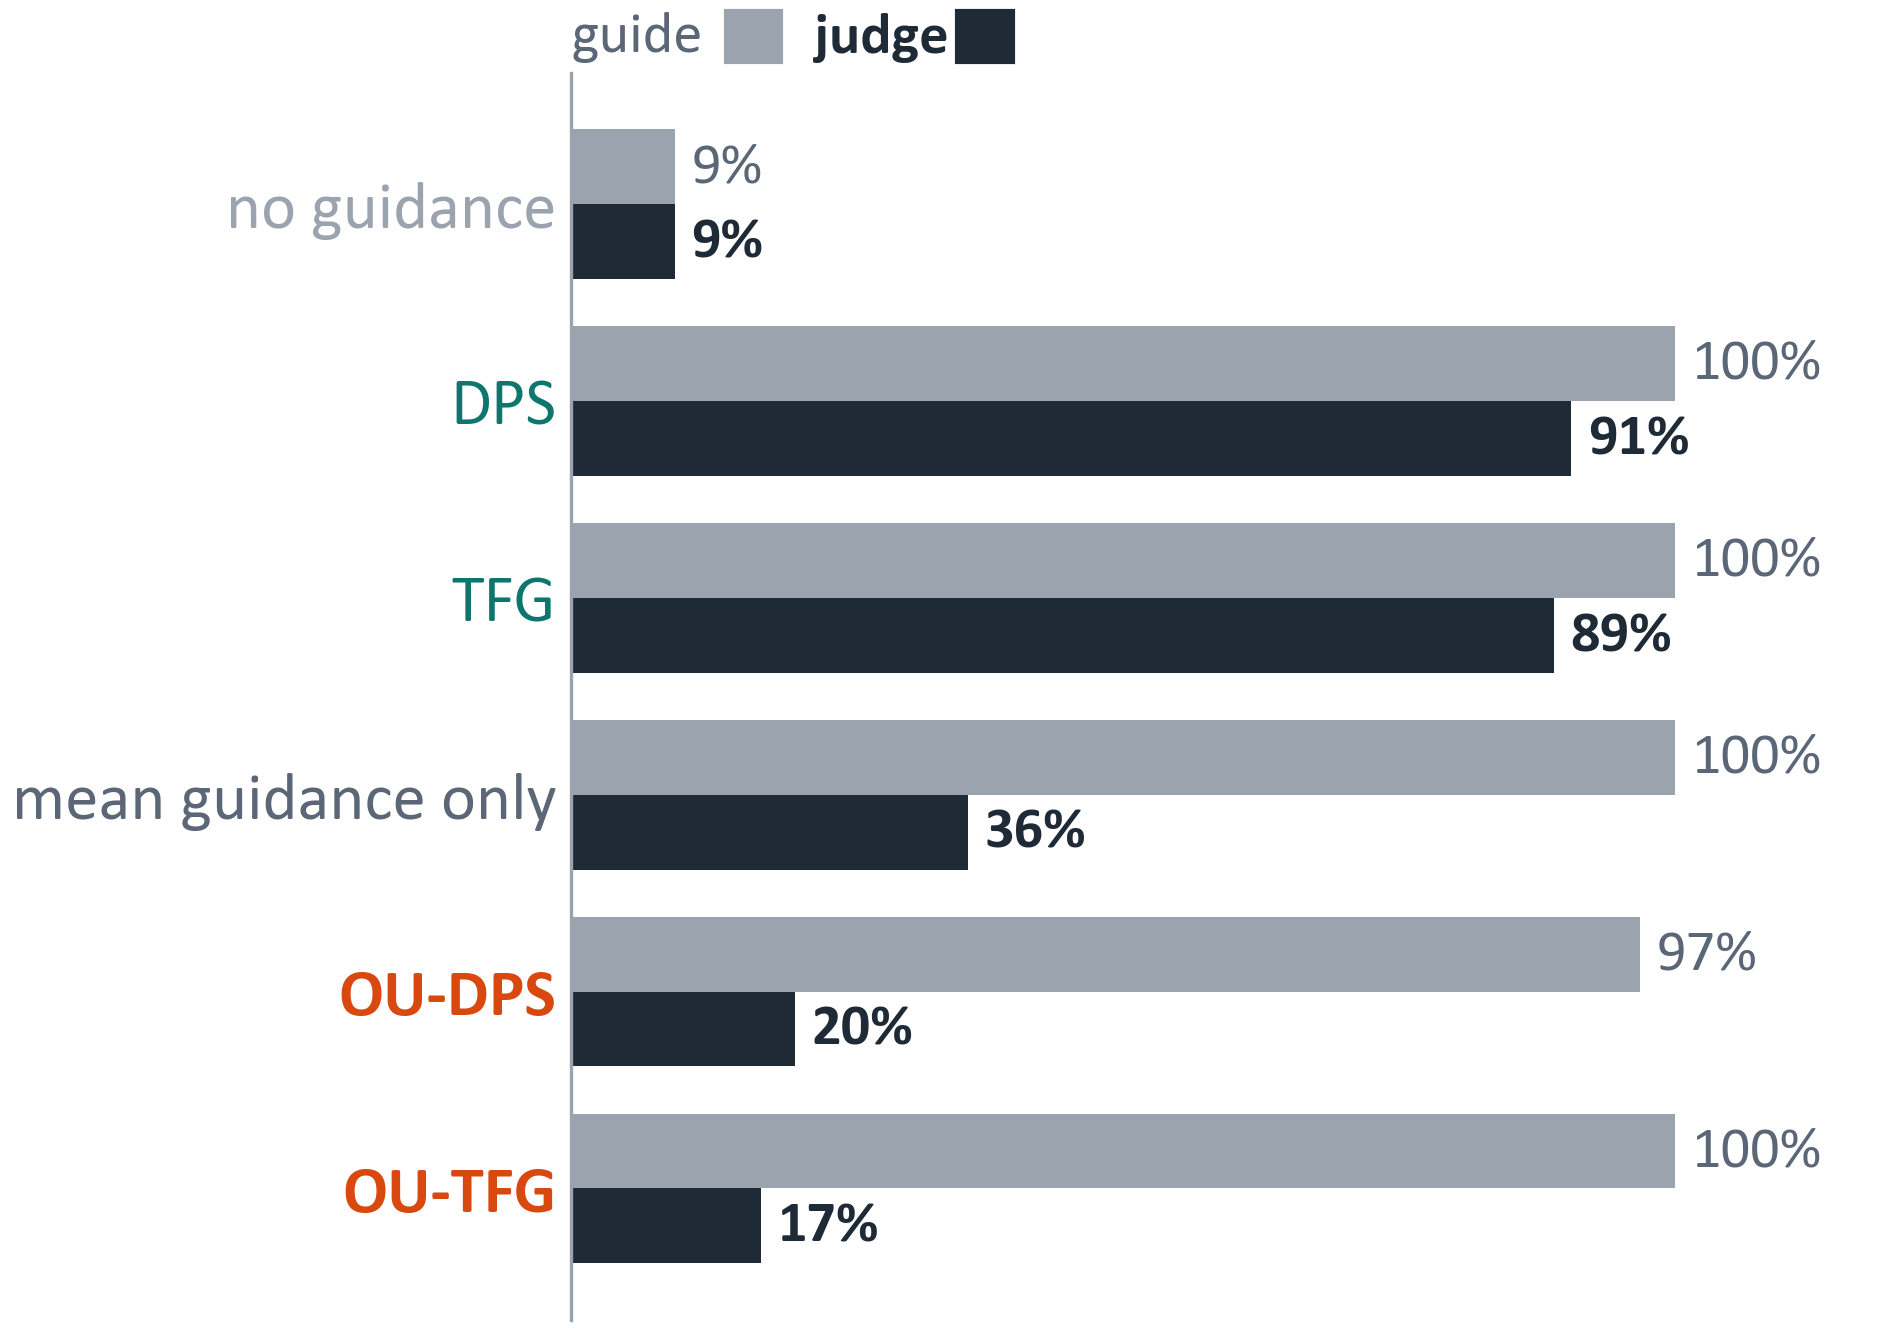 guide judge
no guidance
9%
9%
DPS
100%
91%
TFG
100%
89%
mean guidance only
100%
36%
OU-DPS
97%
20%
OU-TFG
100%
17%